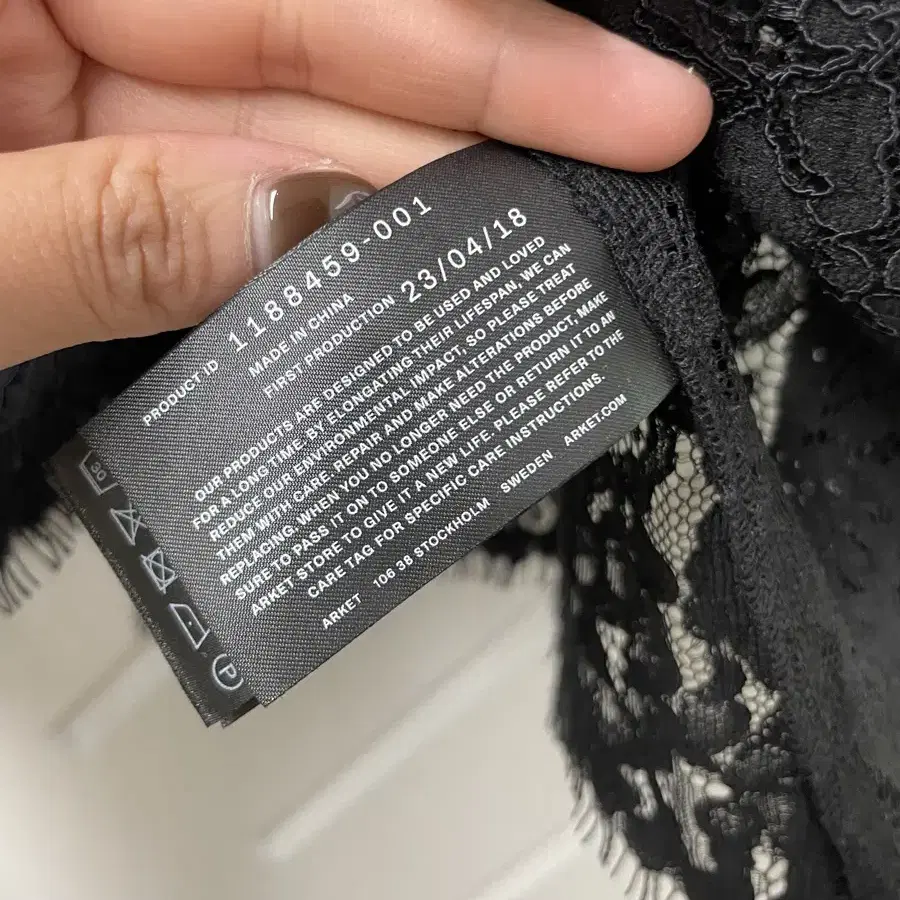 PRODUCT ID 1188459-001
MADE IN CHINA
FIRST PRODUCTION 23/04/18
OUR PRODUCTS ARE DESIGNED TO BE USED AND LOVED
FOR A LONG TIME. BY ELONGATING THEIR LIFESPAN, WE CAN
REDUCE OUR ENVIRONMENTAL IMPACT, SO PLEASE TREAT
THEM WITH CARE. REPAIR AND MAKE ALTERATIONS BEFORE
REPLACING. WHEN YOU NO LONGER NEED THE PRODUCT, MAKE
SURE TO PASS IT ON TO SOMEONE ELSE OR RETURN IT TO AN
ARKET STORE TO GIVE IT A NEW LIFE. PLEASE REFER TO THE
CARE TAG FOR SPECIFIC CARE INSTRUCTIONS.
ARKET 106 38 STOCKHOLM SWEDEN ARKET.COM
30
P